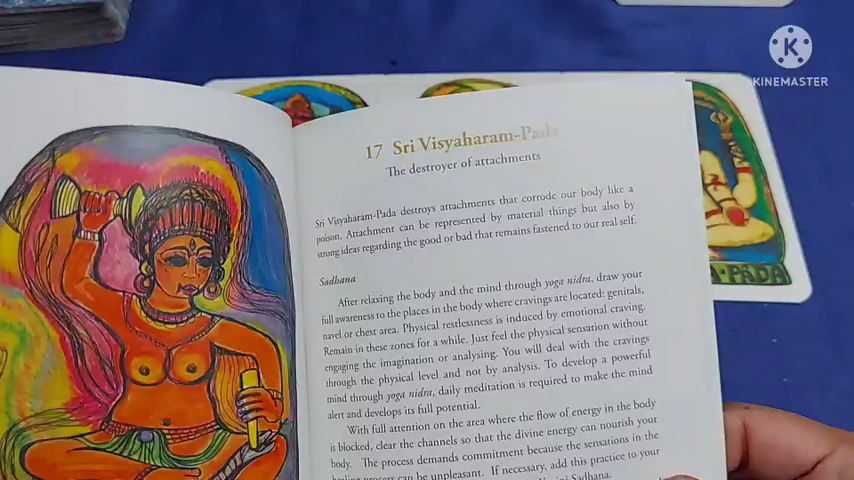 KINEMASTER
17 Sri Visyaharam-Pada
The destroyer of attachments
Sri Visyaharam-Pada destroys attachments that corrode our body like a
poison. Attachment can be represented by material things but also by
strong ideas regarding the good or bad that remains fastened to our real self.
Sadhana
After relaxing the body and the mind through yoga nidra, draw your
full awareness to the places in the body where cravings are located: genitals,
navel or chest area. Physical restlessness is induced by emotional craving.
Remain in these zones for a while. Just feel the physical sensation without
engaging the imagination or analysing. You will deal with the cravings
through the physical level and not by analysis. To develop a powerful
mind through yoga nidra, daily meditation is required to make the mind
alert and develops its full potential.
With full attention on the area where the flow of energy in the body
is blocked, clear the channels so that the divine energy can nourish your
body. The process demands commitment because the sensations in the
healing process can be unpleasant. If necessary, add this practice to your
Sadhana.
PĀDA